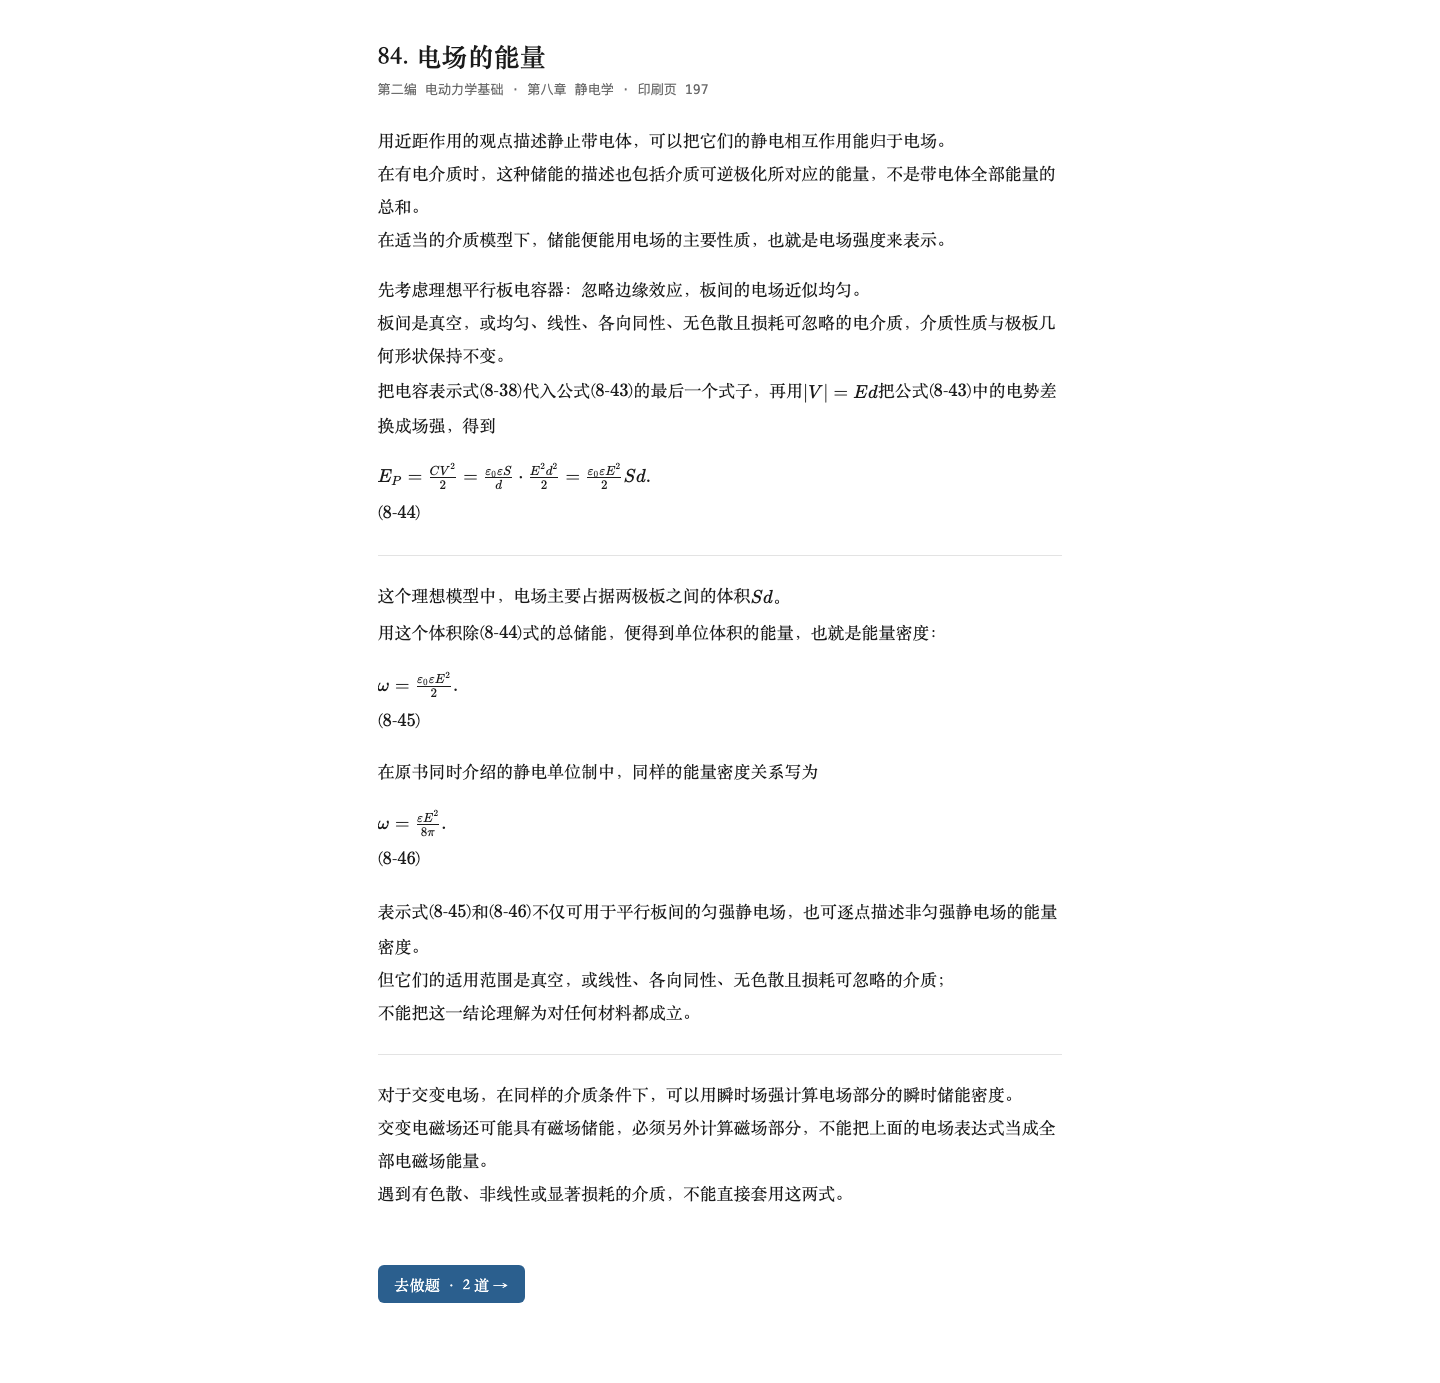 84. 电场的能量
第二编 电动力学基础 · 第八章 静电学 · 印刷页 197
用近距作用的观点描述静止带电体，可以把它们的静电相互作用能归于电场。
在有电介质时，这种储能的描述也包括介质可逆极化所对应的能量，不是带电体全部能量的
总和。
在适当的介质模型下，储能便能用电场的主要性质，也就是电场强度来表示。
先考虑理想平行板电容器：忽略边缘效应，板间的电场近似均匀。
板间是真空，或均匀、线性、各向同性、无色散且损耗可忽略的电介质，介质性质与极板几
何形状保持不变。
把电容表示式(8-38)代入公式(8-43)的最后一个式子，再用|V| = Ed把公式(8-43)中的电势差
换成场强，得到
E_P = \frac{CV^2}{2} = \frac{ε_0εS}{d} · \frac{E^2d^2}{2} = \frac{ε_0εE^2}{2}Sd.
(8-44)
这个理想模型中，电场主要占据两极板之间的体积Sd。
用这个体积除(8-44)式的总储能，便得到单位体积的能量，也就是能量密度：
ω = \frac{ε_0εE^2}{2}.
(8-45)
在原书同时介绍的静电单位制中，同样的能量密度关系写为
ω = \frac{εE^2}{8π}.
(8-46)
表示式(8-45)和(8-46)不仅可用于平行板间的匀强静电场，也可逐点描述非匀强静电场的能量
密度。
但它们的适用范围是真空，或线性、各向同性、无色散且损耗可忽略的介质；
不能把这一结论理解为对任何材料都成立。
对于交变电场，在同样的介质条件下，可以用瞬时场强计算电场部分的瞬时储能密度。
交变电磁场还可能具有磁场储能，必须另外计算磁场部分，不能把上面的电场表达式当成全
部电磁场能量。
遇到有色散、非线性或显著损耗的介质，不能直接套用这两式。
去做题 · 2 道 →